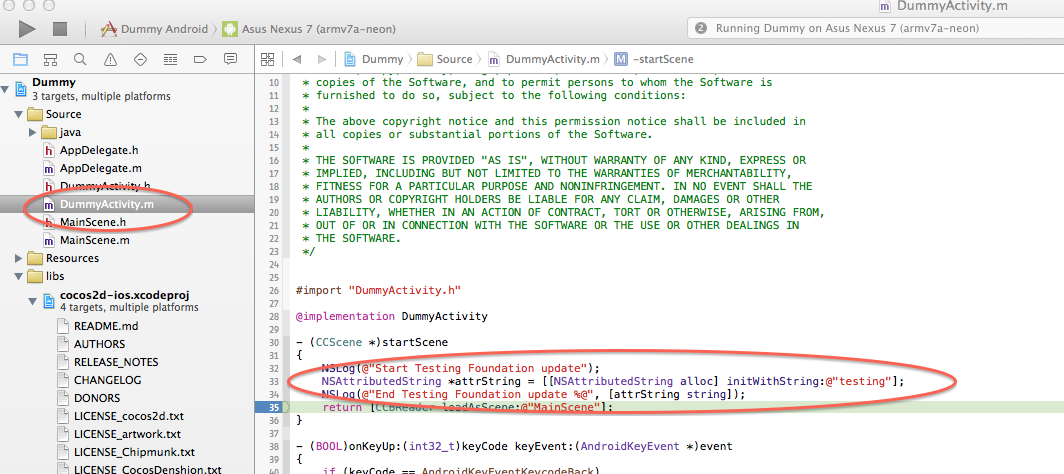 DummyActivity.m
Dummy Android
Asus Nexus 7 (armv7a-neon)
2 Running Dummy on Asus Nexus 7 (armv7a-neon)
Dummy
Source
DummyActivity.m
M -startScene
Dummy
3 targets, multiple platforms
Source
java
h AppDelegate.h
m AppDelegate.m
h DummyActivity.h
m DummyActivity.m
h MainScene.h
m MainScene.m
Resources
libs
cocos2d-ios.xcodeproj
4 targets, multiple platforms
README.md
AUTHORS
RELEASE_NOTES
CHANGELOG
DONORS
LICENSE_cocos2d.txt
LICENSE_artwork.txt
LICENSE_Chipmunk.txt
LICENSE_CocosDenshion.txt
10 * copies of the Software, and to permit persons to whom the Software is
11 * furnished to do so, subject to the following conditions:
12 *
13 * The above copyright notice and this permission notice shall be included in
14 * all copies or substantial portions of the Software.
15 *
16 * THE SOFTWARE IS PROVIDED "AS IS", WITHOUT WARRANTY OF ANY KIND, EXPRESS OR
17 * IMPLIED, INCLUDING BUT NOT LIMITED TO THE WARRANTIES OF MERCHANTABILITY,
18 * FITNESS FOR A PARTICULAR PURPOSE AND NONINFRINGEMENT. IN NO EVENT SHALL THE
19 * AUTHORS OR COPYRIGHT HOLDERS BE LIABLE FOR ANY CLAIM, DAMAGES OR OTHER
20 * LIABILITY, WHETHER IN AN ACTION OF CONTRACT, TORT OR OTHERWISE, ARISING FROM,
21 * OUT OF OR IN CONNECTION WITH THE SOFTWARE OR THE USE OR OTHER DEALINGS IN
22 * THE SOFTWARE.
23 */
24
25
26 #import "DummyActivity.h"
27
28 @implementation DummyActivity
29
30 - (CCScene *)startScene
31 {
32 NSLog(@"Start Testing Foundation update");
33 NSAttributedString *attrString = [[NSAttributedString alloc] initWithString:@"testing"];
34 NSLog(@"End Testing Foundation update %@", [attrString string]);
35 return [CCBReader loadAsScene:@"MainScene"];
36 }
37
38 - (BOOL)onKeyUp:(int32_t)keyCode keyEvent:(AndroidKeyEvent *)event
39 {
40 if (keyCode == AndroidKeyEventKeycodeBack)